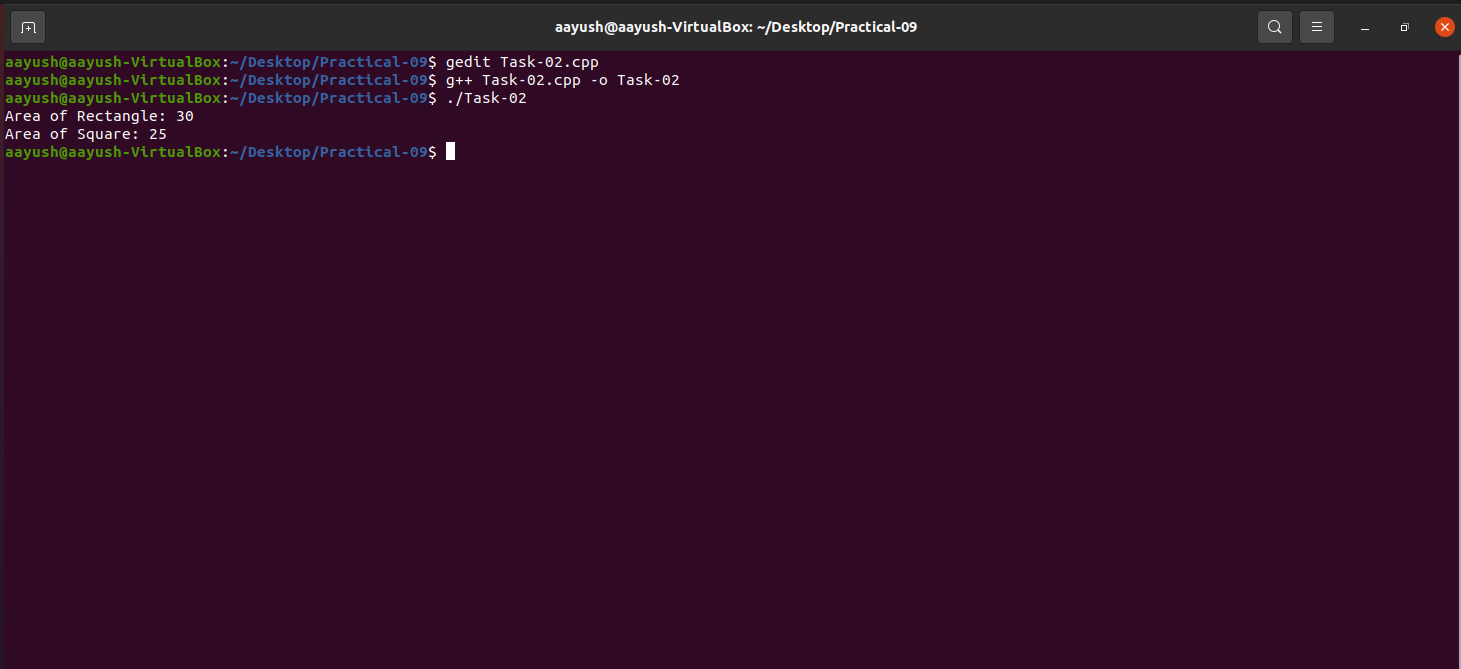 aayush@aayush-VirtualBox: ~/Desktop/Practical-09
aayush@aayush-VirtualBox:~/Desktop/Practical-09$ gedit Task-02.cpp
aayush@aayush-VirtualBox:~/Desktop/Practical-09$ g++ Task-02.cpp -o Task-02
aayush@aayush-VirtualBox:~/Desktop/Practical-09$ ./Task-02
Area of Rectangle: 30
Area of Square: 25
aayush@aayush-VirtualBox:~/Desktop/Practical-09$